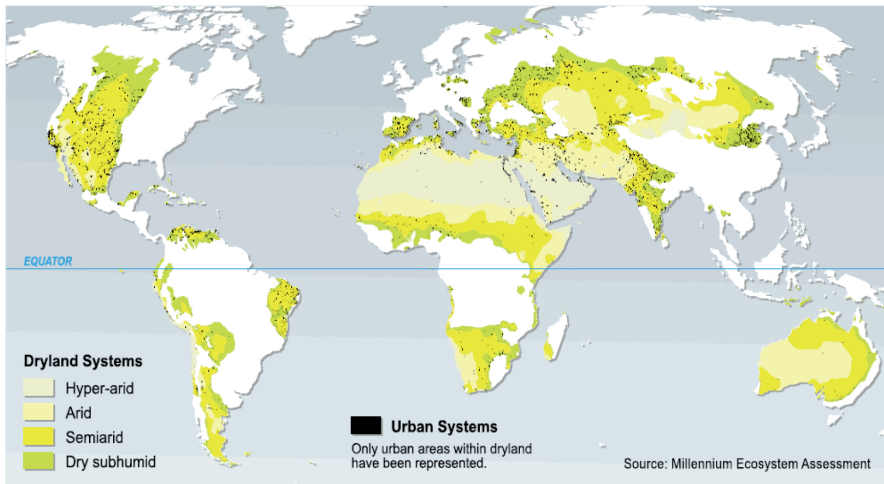 EQUATOR
Dryland Systems
Hyper-arid
Arid
Semiarid
Dry subhumid
Urban Systems
Only urban areas within dryland
have been represented.
Source: Millennium Ecosystem Assessment